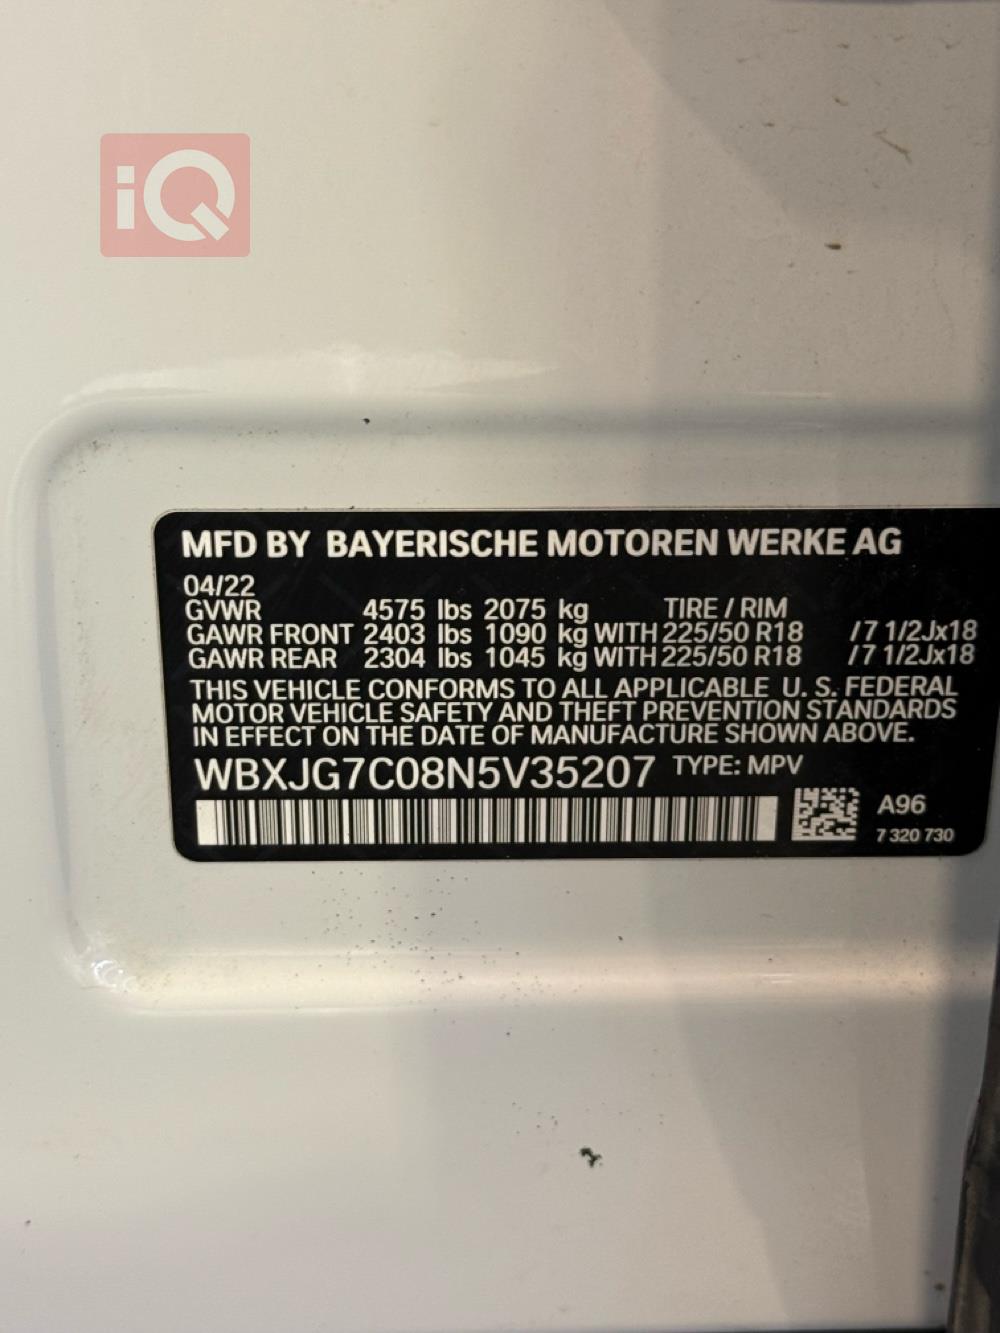 iQ
MFD BY BAYERISCHE MOTOREN WERKE AG
04/22
GVWR 4575 lbs 2075 kg TIRE / RIM
GAWR FRONT 2403 lbs 1090 kg WITH 225/50 R18 /7 1/2Jx18
GAWR REAR 2304 lbs 1045 kg WITH 225/50 R18 /7 1/2Jx18
THIS VEHICLE CONFORMS TO ALL APPLICABLE U. S. FEDERAL
MOTOR VEHICLE SAFETY AND THEFT PREVENTION STANDARDS
IN EFFECT ON THE DATE OF MANUFACTURE SHOWN ABOVE.
WBXJG7C08N5V35207 TYPE: MPV
A96
7 320 730